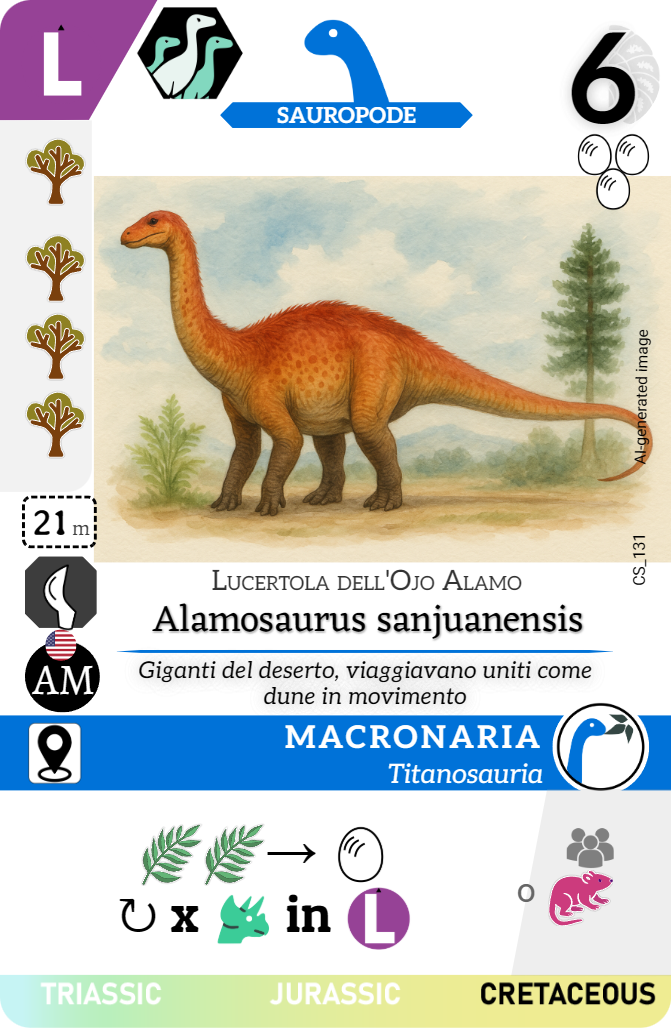 L
SAUROPODE
6
AI-generated image
21 m
CS_131
Lucertola dell'Ojo Alamo
Alamosaurus sanjuanensis
AM
Giganti del deserto, viaggiavano uniti come
dune in movimento
MACRONARIA
Titanosauria
o
x in L
TRIASSIC JURASSIC CRETACEOUS